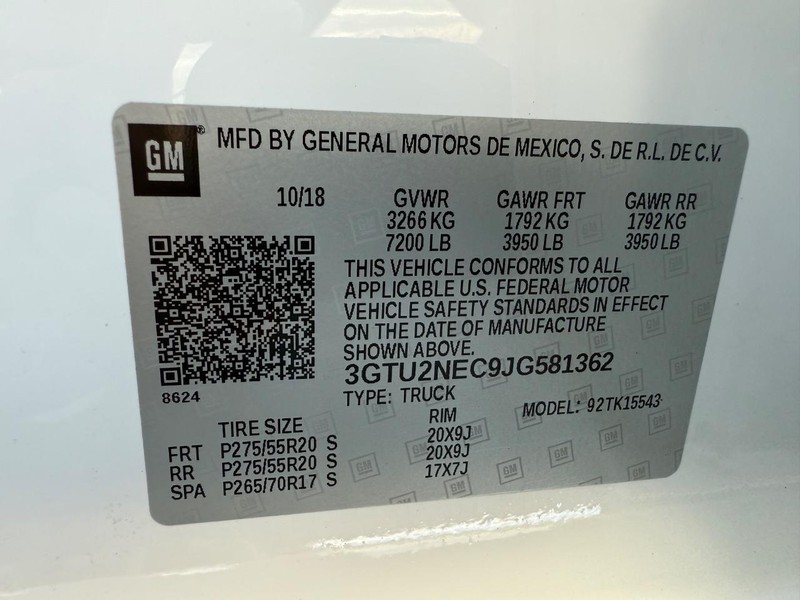 GM® MFD BY GENERAL MOTORS DE MEXICO, S. DE R.L. DE C.V.
10/18 GVWR GAWR FRT GAWR RR
3266 KG 1792 KG 1792 KG
7200 LB 3950 LB 3950 LB
THIS VEHICLE CONFORMS TO ALL
APPLICABLE U.S. FEDERAL MOTOR
VEHICLE SAFETY STANDARDS IN EFFECT
ON THE DATE OF MANUFACTURE
SHOWN ABOVE.
3GTU2NEC9JG581362
8624
TYPE: TRUCK
MODEL: 92TK15543
TIRE SIZE RIM
FRT P275/55R20 S 20X9J
RR P275/55R20 S 20X9J
SPA P265/70R17 S 17X7J